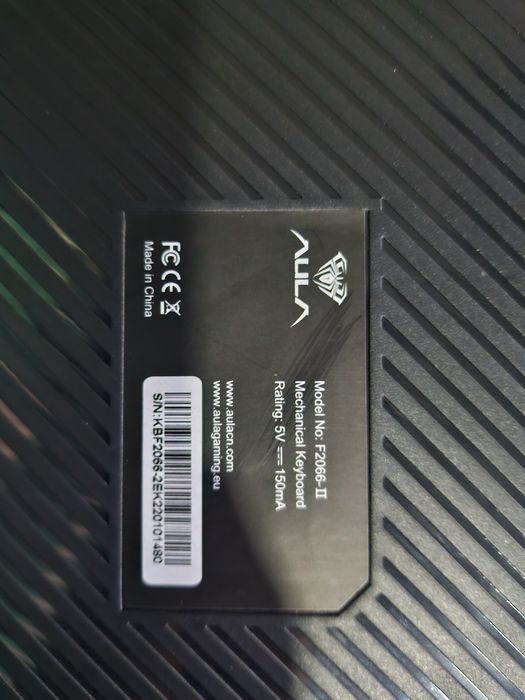 AULA
Model No: F2066-II
Mechanical Keyboard
Rating: 5V ⎓ 150mA
www.aulacn.com
www.aulagaming.eu
FC CE
Made in China
S/N:KBF2066-2EK220101480